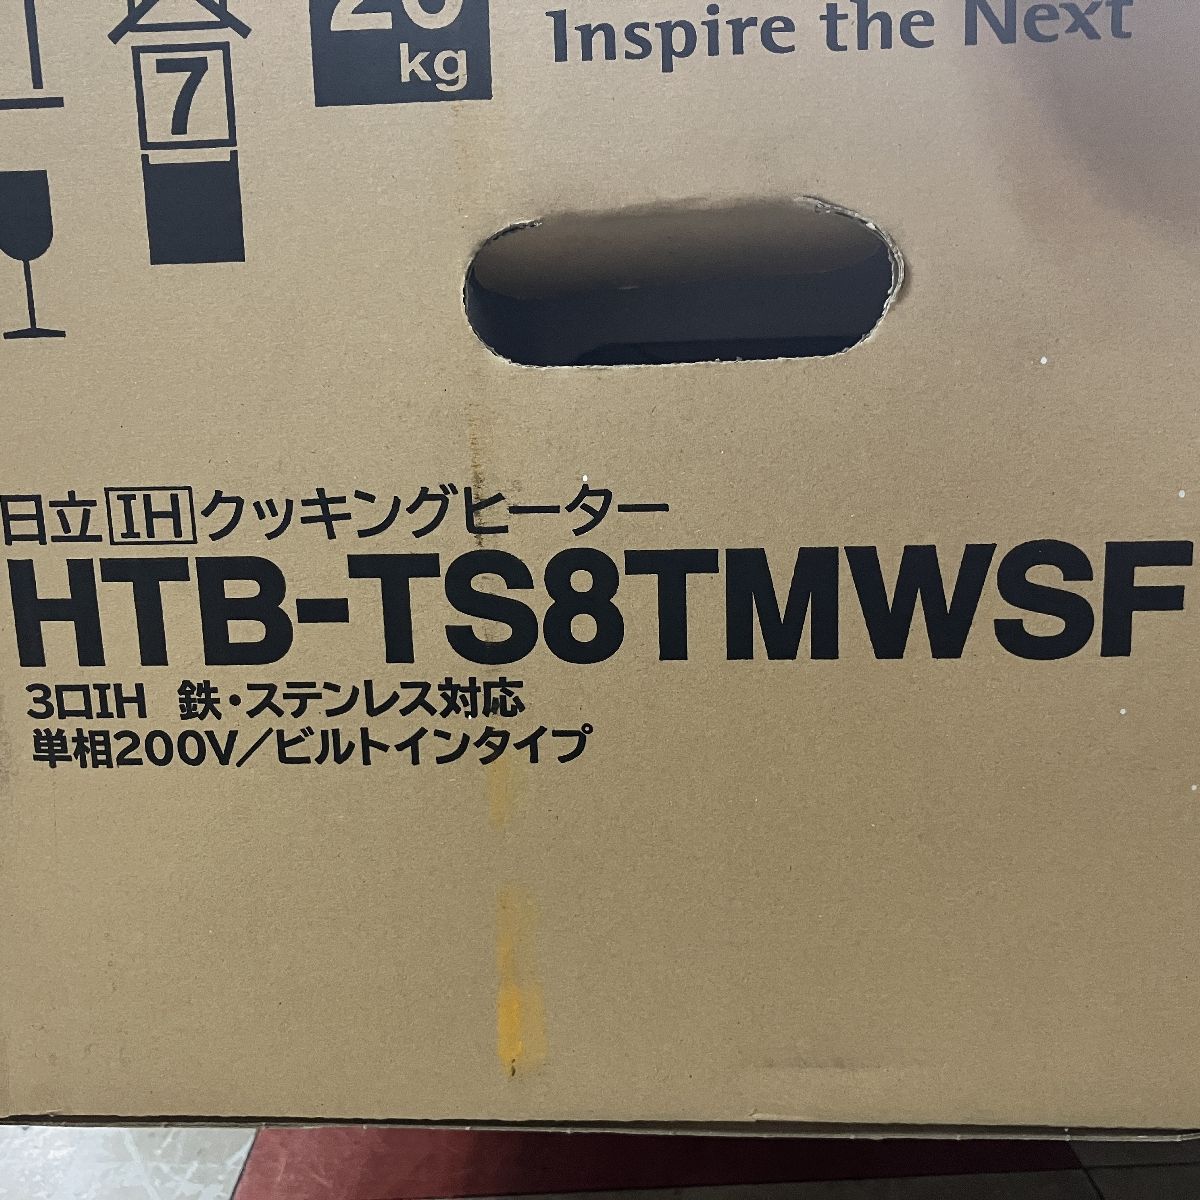 20
kg
Inspire the Next
7
日立IHクッキングヒーター
HTB-TS8TMWSF
3口IH 鉄・ステンレス対応
単相200V/ビルトインタイプ